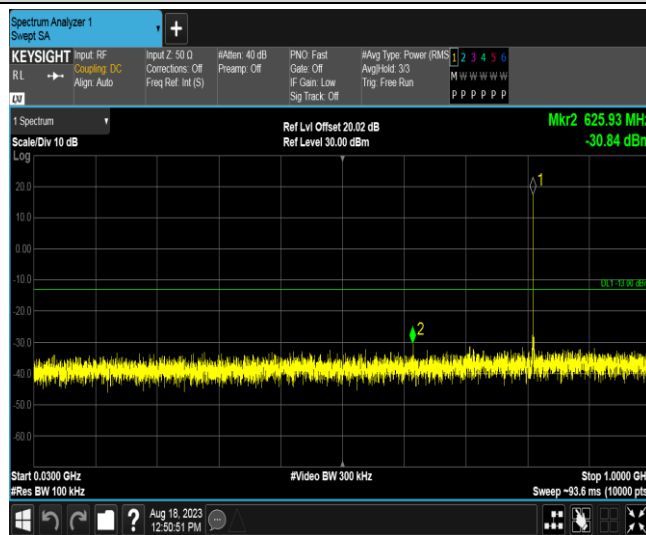 Spectrum Analyzer 1
Swept SA
+
KEYSIGHT
RL
LXI
Input: RF
Coupling: DC
Align: Auto
Input Z: 50 Ω
Corrections: Off
Freq Ref: Int (S)
#Atten: 40 dB
Preamp: Off
PNO: Fast
Gate: Off
IF Gain: Low
Sig Track: Off
#Avg Type: Power (RMS
Avg|Hold: 3/3
Trig: Free Run
1 2 3 4 5 6
M W W W W W
P P P P P P
1 Spectrum
Scale/Div 10 dB
Log
Ref Lvl Offset 20.02 dB
Ref Level 30.00 dBm
Mkr2 625.93 MHz
-30.84 dBm
20.0
10.0
0.00
-10.0
-20.0
-30.0
-40.0
-50.0
-60.0
1
DL1 -13.00 dBm
2
Start 0.0300 GHz
#Res BW 100 kHz
#Video BW 300 kHz
Stop 1.0000 GH
Sweep ~93.6 ms (10000 pts
?
Aug 18, 2023
12:50:51 PM